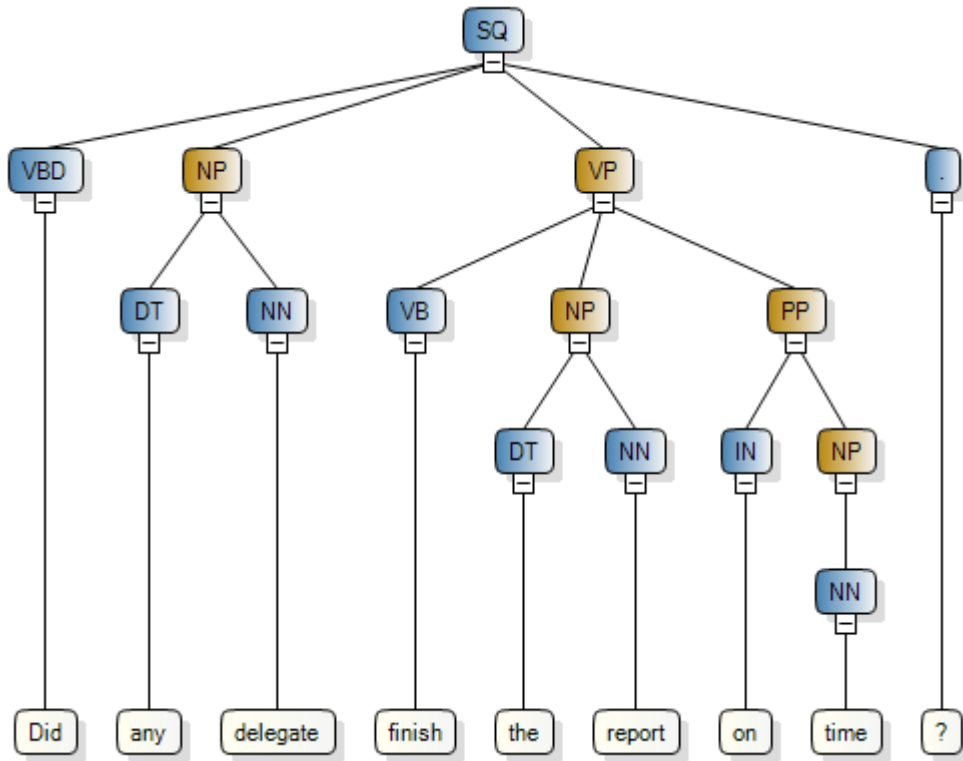 SQ
VBD NP VP .
DT NN VB NP PP
DT NN IN NP
NN
Did any delegate finish the report on time ?